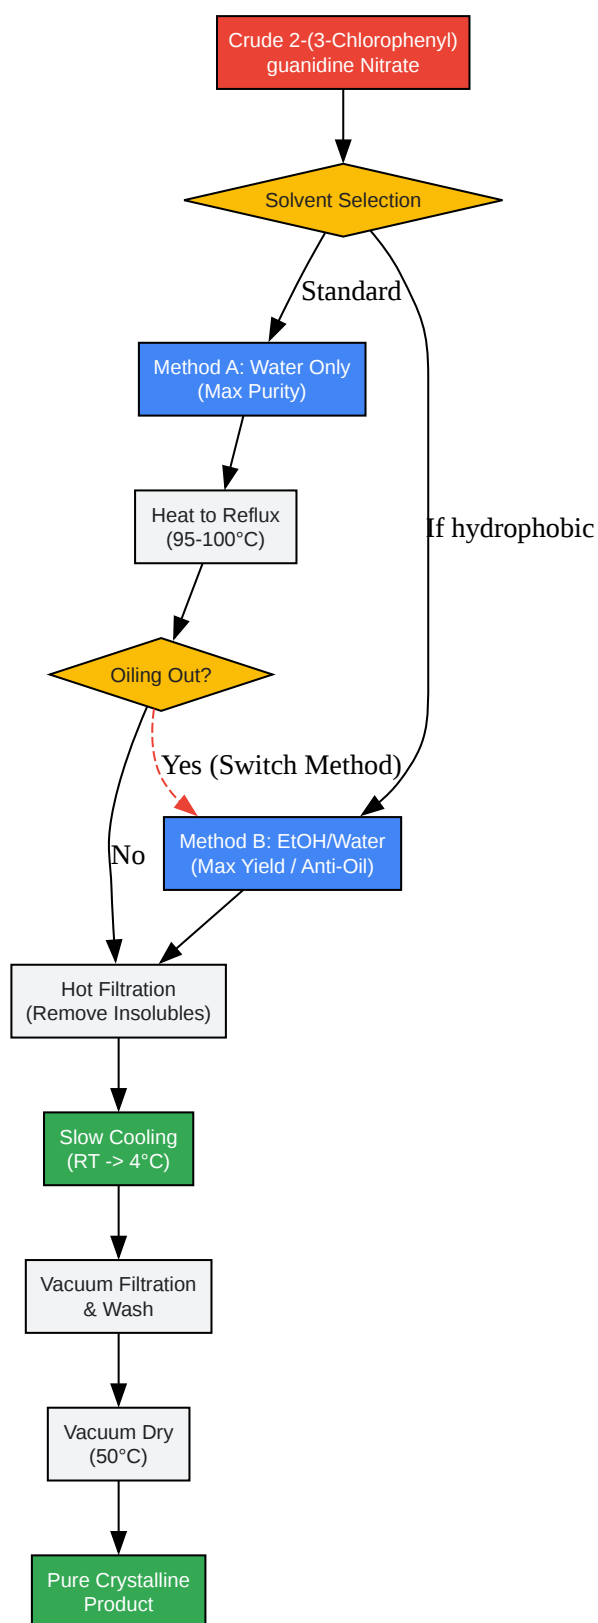 Crude 2-(3-Chlorophenyl)
guanidine Nitrate
Solvent Selection
Standard
Method A: Water Only
(Max Purity)
Heat to Reflux
(95-100°C)
If hydrophobic
Oiling Out?
Yes (Switch Method)
Method B: EtOH/Water
(Max Yield / Anti-Oil)
No
Hot Filtration
(Remove Insolubles)
Slow Cooling
(RT -> 4°C)
Vacuum Filtration
& Wash
Vacuum Dry
(50°C)
Pure Crystalline
Product